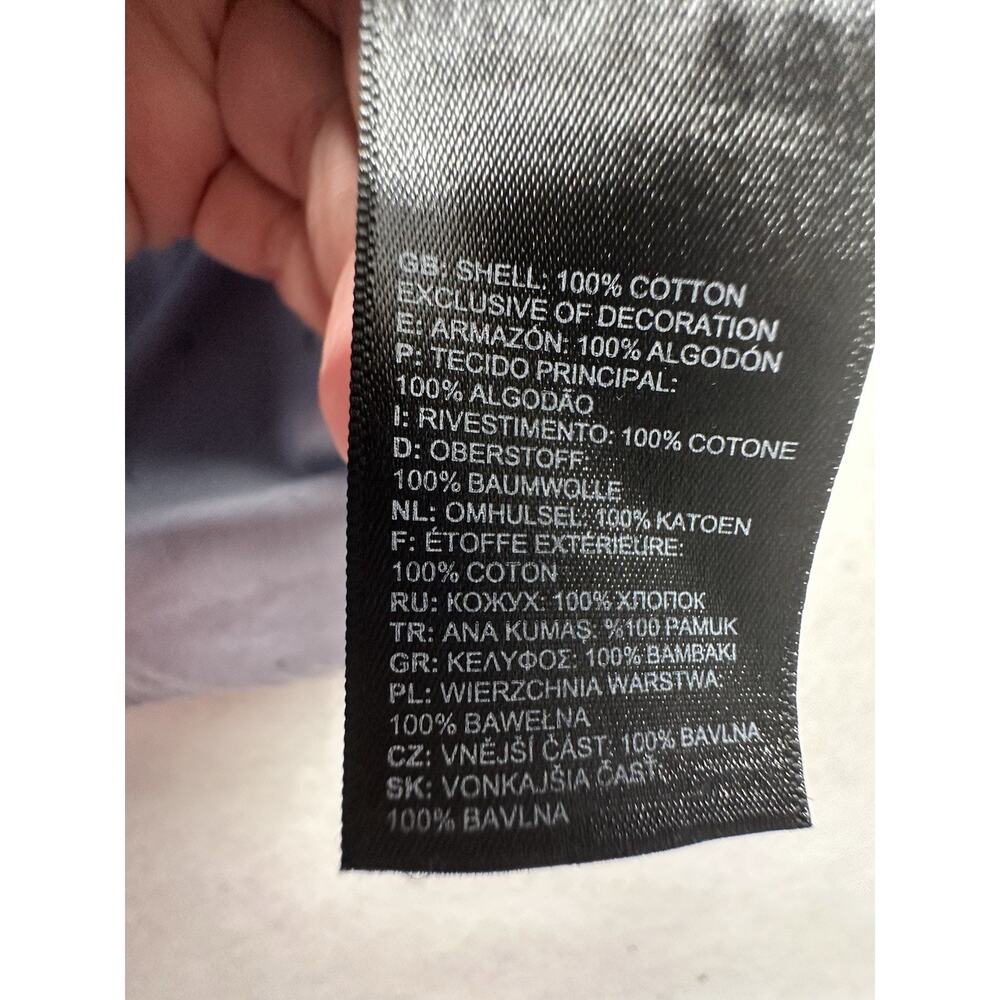 GB: SHELL: 100% COTTON
EXCLUSIVE OF DECORATION
E: ARMAZÓN: 100% ALGODÓN
P: TECIDO PRINCIPAL:
100% ALGODÃO
I: RIVESTIMENTO: 100% COTONE
D: OBERSTOFF:
100% BAUMWOLLE
NL: OMHULSEL: 100% KATOEN
F: ÉTOFFE EXTÉRIEURE:
100% COTON
RU: КОЖУХ: 100% ХЛОПОК
TR: ANA KUMAŞ: %100 PAMUK
GR: ΚΕΛΥΦΟΣ: 100% ΒΑΜΒΑΚΙ
PL: WIERZCHNIA WARSTWA:
100% BAWEŁNA
CZ: VNĚJŠÍ ČÁST: 100% BAVLNA
SK: VONKAJŠIA ČASŤ:
100% BAVLNA